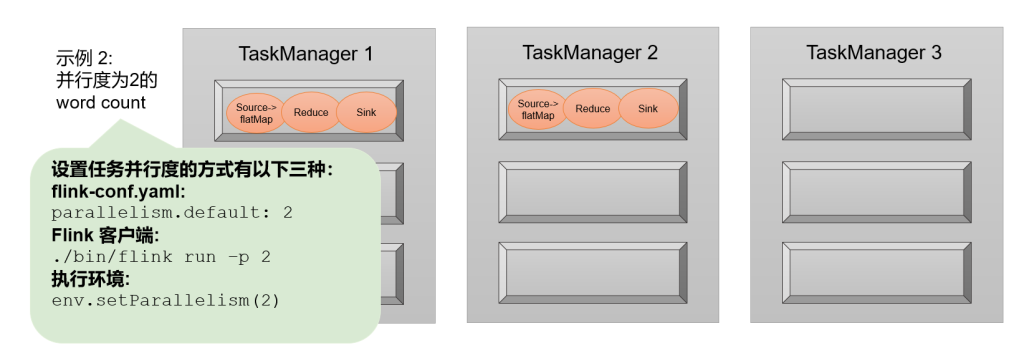 示例 2:
并行度为2的
word count
TaskManager 1
Source->
flatMap
Reduce
Sink
TaskManager 2
Source->
flatMap
Reduce
Sink
TaskManager 3
设置任务并行度的方式有以下三种：
flink-conf.yaml:
parallelism.default: 2
Flink 客户端:
./bin/flink run –p 2
执行环境:
env.setParallelism(2)